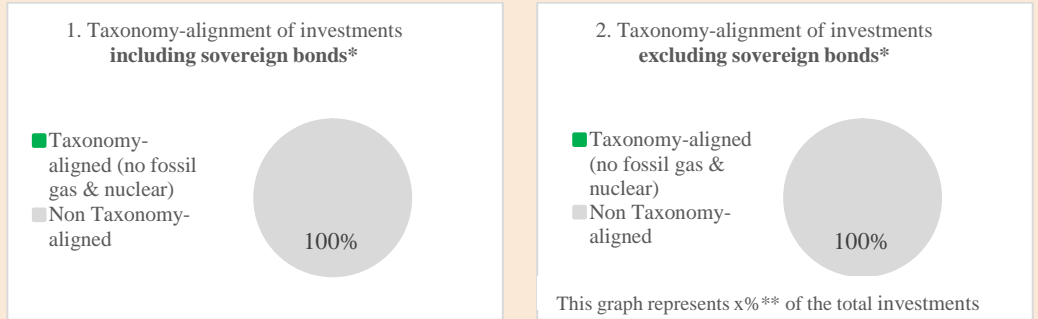 1. Taxonomy-alignment of investments
including sovereign bonds*
Taxonomy-
aligned (no fossil
gas & nuclear)
Non Taxonomy-
aligned
100%
2. Taxonomy-alignment of investments
excluding sovereign bonds*
Taxonomy-aligned
(no fossil gas &
nuclear)
Non Taxonomy-
aligned
100%
This graph represents x%** of the total investments